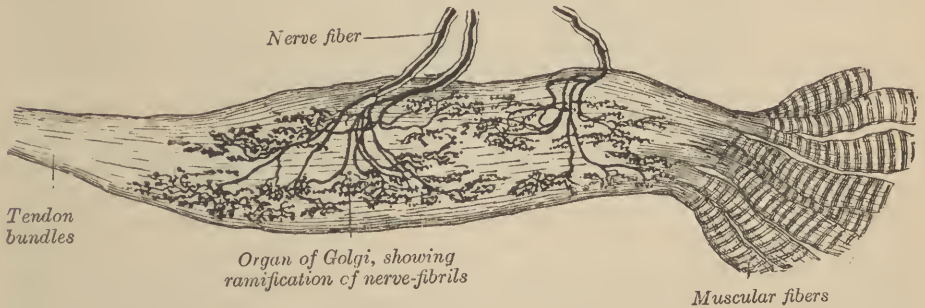 Nerve fiber
Tendon
bundles
Organ of Golgi, showing
ramification of nerve-fibrils
Muscular fibers